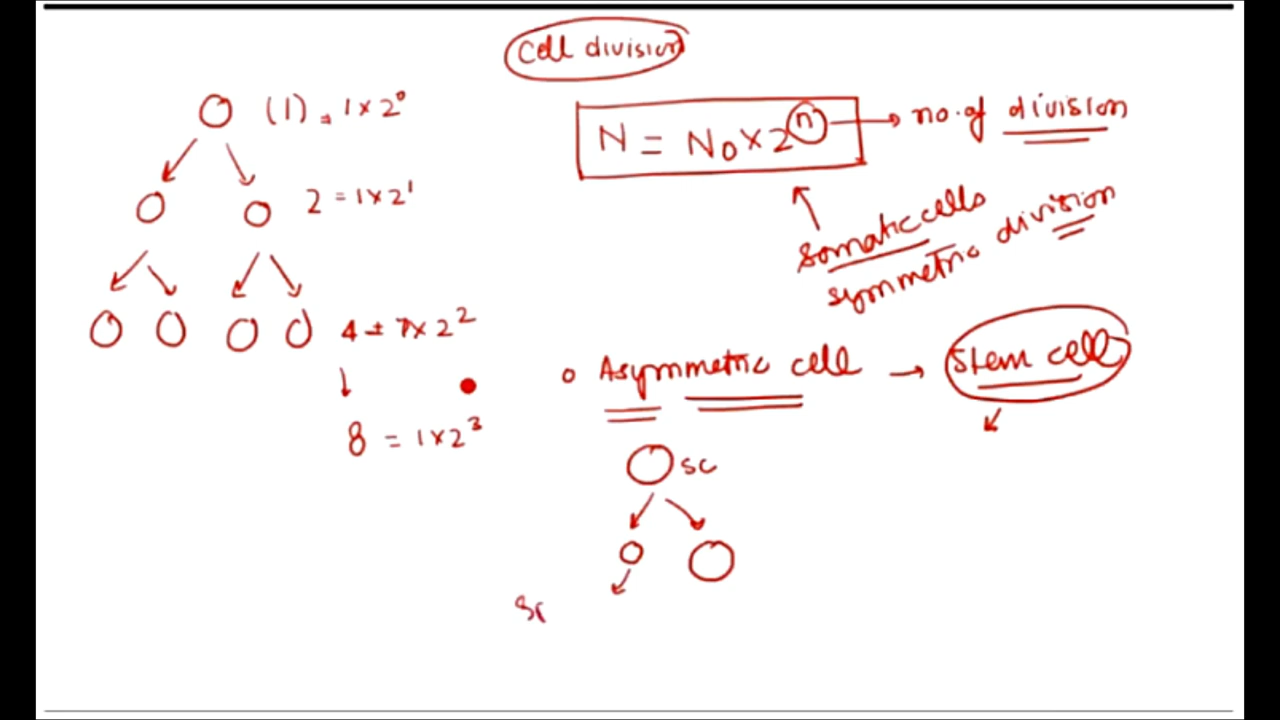 Cell division
(1) = 1 × 2⁰
N = N₀ × 2ⁿ → no. of division
2 = 1 × 2¹
Somatic cells
symmetric division
4 = 1 × 2²
Asymmetric cell → Stem cell
8 = 1 × 2³
SC